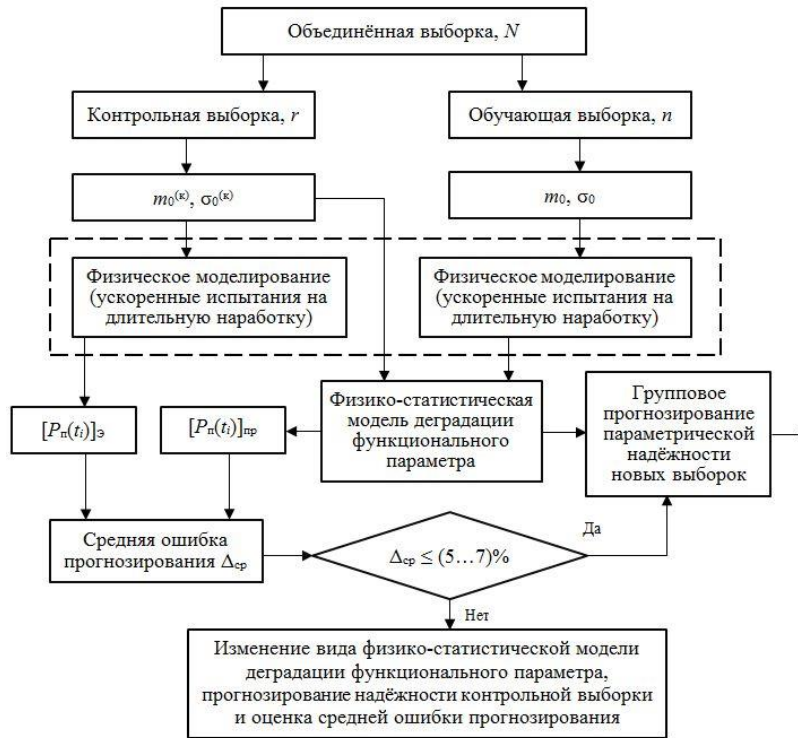 Объединённая выборка, N
Контрольная выборка, r
Обучающая выборка, n
m₀⁽ᴷ⁾, σ₀⁽ᴷ⁾
m₀, σ₀
Физическое моделирование
(ускоренные испытания на
длительную наработку)
Физическое моделирование
(ускоренные испытания на
длительную наработку)
[Pп(tᵢ)]э
[Pп(tᵢ)]пр
Физико-статистическая
модель деградации
функционального
параметра
Групповое
прогнозирование
параметрической
надёжности
новых выборок
Средняя ошибка
прогнозирования Δср
Δср ≤ (5…7)%
Да
Нет
Изменение вида физико-статистической модели
деградации функционального параметра,
прогнозирование надёжности контрольной выборки
и оценка средней ошибки прогнозирования